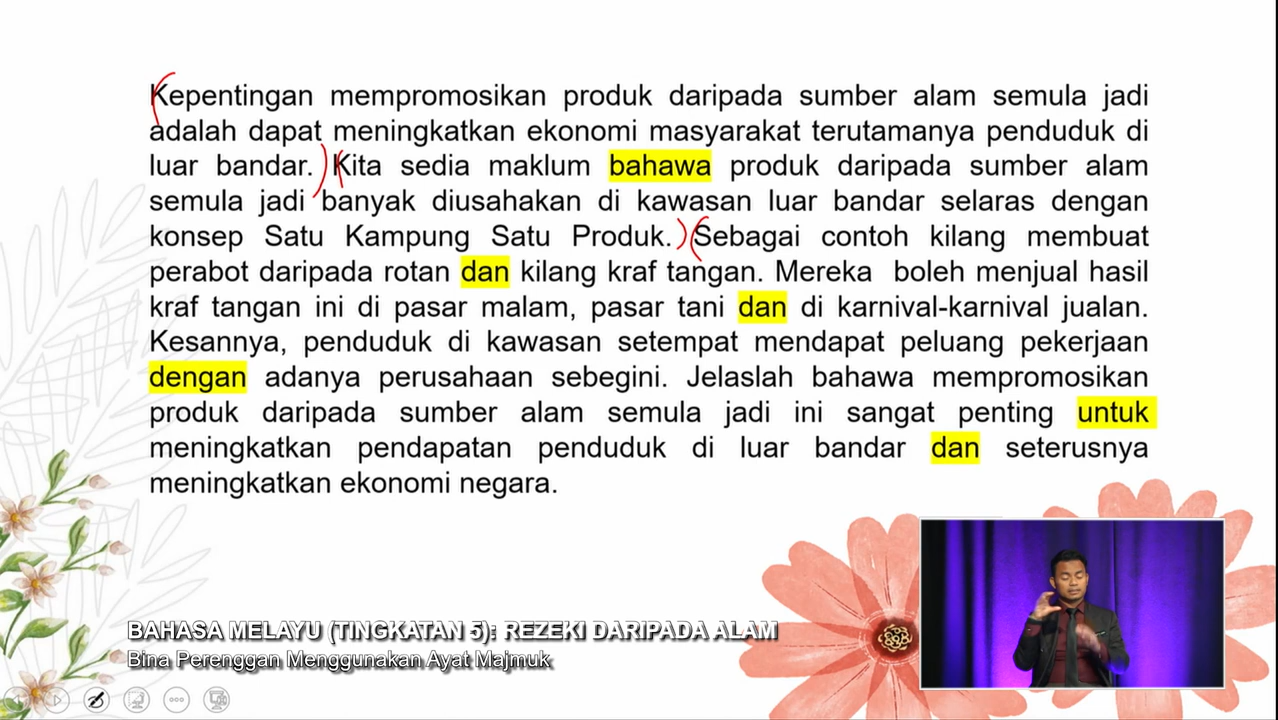 Kepentingan mempromosikan produk daripada sumber alam semula jadi
adalah dapat meningkatkan ekonomi masyarakat terutamanya penduduk di
luar bandar. Kita sedia maklum bahawa produk daripada sumber alam
semula jadi banyak diusahakan di kawasan luar bandar selaras dengan
konsep Satu Kampung Satu Produk. Sebagai contoh kilang membuat
perabot daripada rotan dan kilang kraf tangan. Mereka boleh menjual hasil
kraf tangan ini di pasar malam, pasar tani dan di karnival-karnival jualan.
Kesannya, penduduk di kawasan setempat mendapat peluang pekerjaan
dengan adanya perusahaan sebegini. Jelaslah bahawa mempromosikan
produk daripada sumber alam semula jadi ini sangat penting untuk
meningkatkan pendapatan penduduk di luar bandar dan seterusnya
meningkatkan ekonomi negara.
BAHASA MELAYU (TINGKATAN 5): REZEKI DARIPADA ALAM
Bina Perenggan Menggunakan Ayat Majmuk